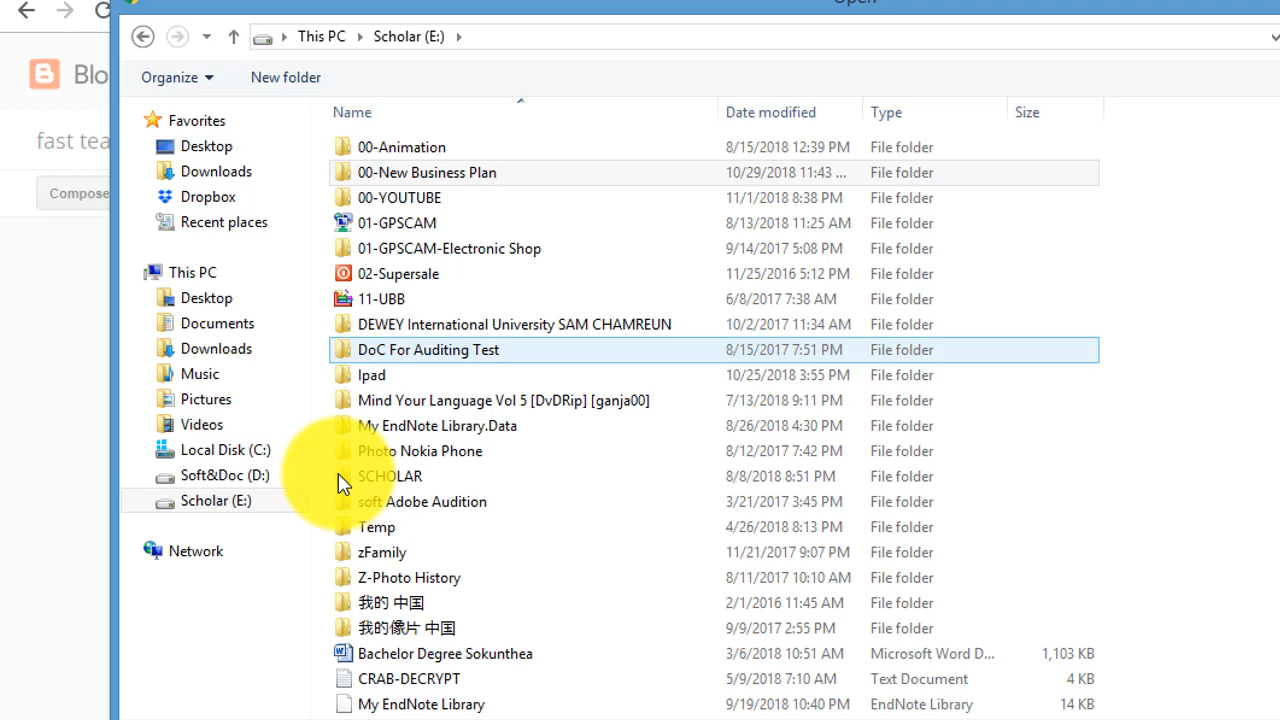 Open
This PC Scholar (E:)
Blo
Organize New folder
fast tea
Compose
Favorites
Desktop
Downloads
Dropbox
Recent places
This PC
Desktop
Documents
Downloads
Music
Pictures
Videos
Local Disk (C:)
Soft&Doc (D:)
Scholar (E:)
Network
Name Date modified Type Size
00-Animation 8/15/2018 12:39 PM File folder
00-New Business Plan 10/29/2018 11:43 ... File folder
00-YOUTUBE 11/1/2018 8:38 PM File folder
01-GPSCAM 8/13/2018 11:25 AM File folder
01-GPSCAM-Electronic Shop 9/14/2017 5:08 PM File folder
02-Supersale 11/25/2016 5:12 PM File folder
11-UBB 6/8/2017 7:38 AM File folder
DEWEY International University SAM CHAMREUN 10/2/2017 11:34 AM File folder
DoC For Auditing Test 8/15/2017 7:51 PM File folder
Ipad 10/25/2018 3:55 PM File folder
Mind Your Language Vol 5 [DvDRip] [ganja00] 7/13/2018 9:11 PM File folder
My EndNote Library.Data 8/26/2018 4:30 PM File folder
Photo Nokia Phone 8/12/2017 7:42 PM File folder
SCHOLAR 8/8/2018 8:51 PM File folder
soft Adobe Audition 3/21/2017 3:45 PM File folder
Temp 4/26/2018 8:13 PM File folder
zFamily 11/21/2017 9:07 PM File folder
Z-Photo History 8/11/2017 10:10 AM File folder
我的 中国 2/1/2016 11:45 AM File folder
我的像片 中国 9/9/2017 2:55 PM File folder
Bachelor Degree Sokunthea 3/6/2018 10:51 AM Microsoft Word D... 1,103 KB
CRAB-DECRYPT 5/9/2018 7:10 AM Text Document 4 KB
My EndNote Library 9/19/2018 10:40 PM EndNote Library 14 KB